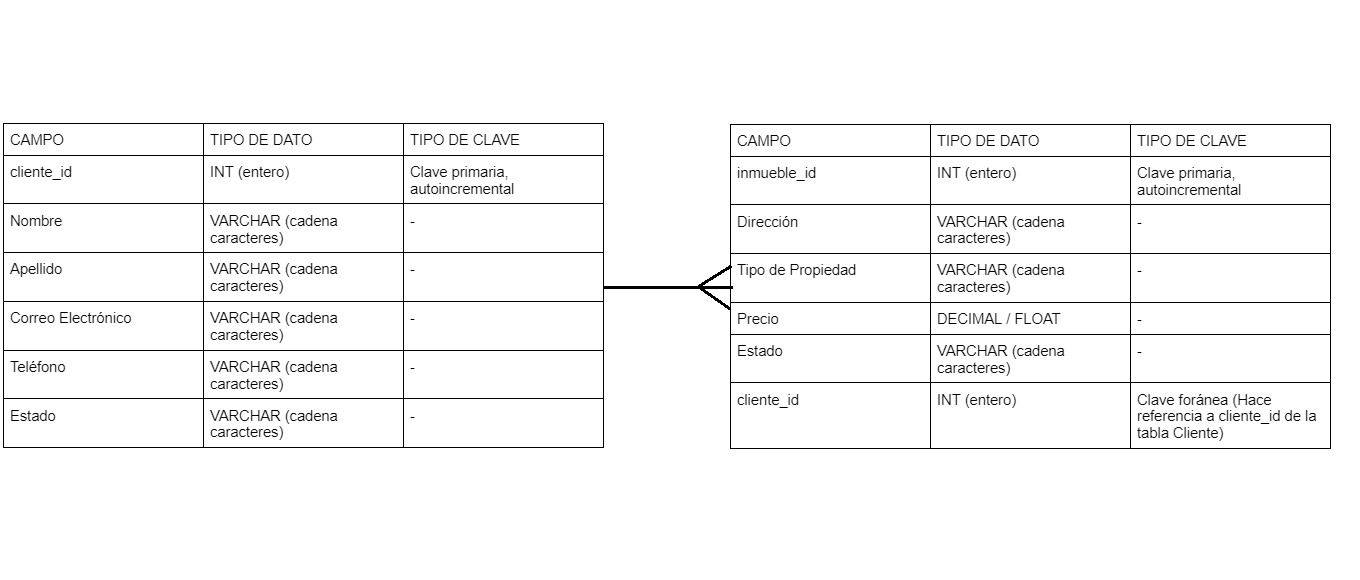 CAMPO TIPO DE DATO TIPO DE CLAVE
cliente_id INT (entero) Clave primaria,
autoincremental
Nombre VARCHAR (cadena
caracteres) -
Apellido VARCHAR (cadena
caracteres) -
Correo Electrónico VARCHAR (cadena
caracteres) -
Teléfono VARCHAR (cadena
caracteres) -
Estado VARCHAR (cadena
caracteres) -
CAMPO TIPO DE DATO TIPO DE CLAVE
inmueble_id INT (entero) Clave primaria,
autoincremental
Dirección VARCHAR (cadena
caracteres) -
Tipo de Propiedad VARCHAR (cadena
caracteres) -
Precio DECIMAL / FLOAT -
Estado VARCHAR (cadena
caracteres) -
cliente_id INT (entero) Clave foránea (Hace
referencia a cliente_id de la
tabla Cliente)